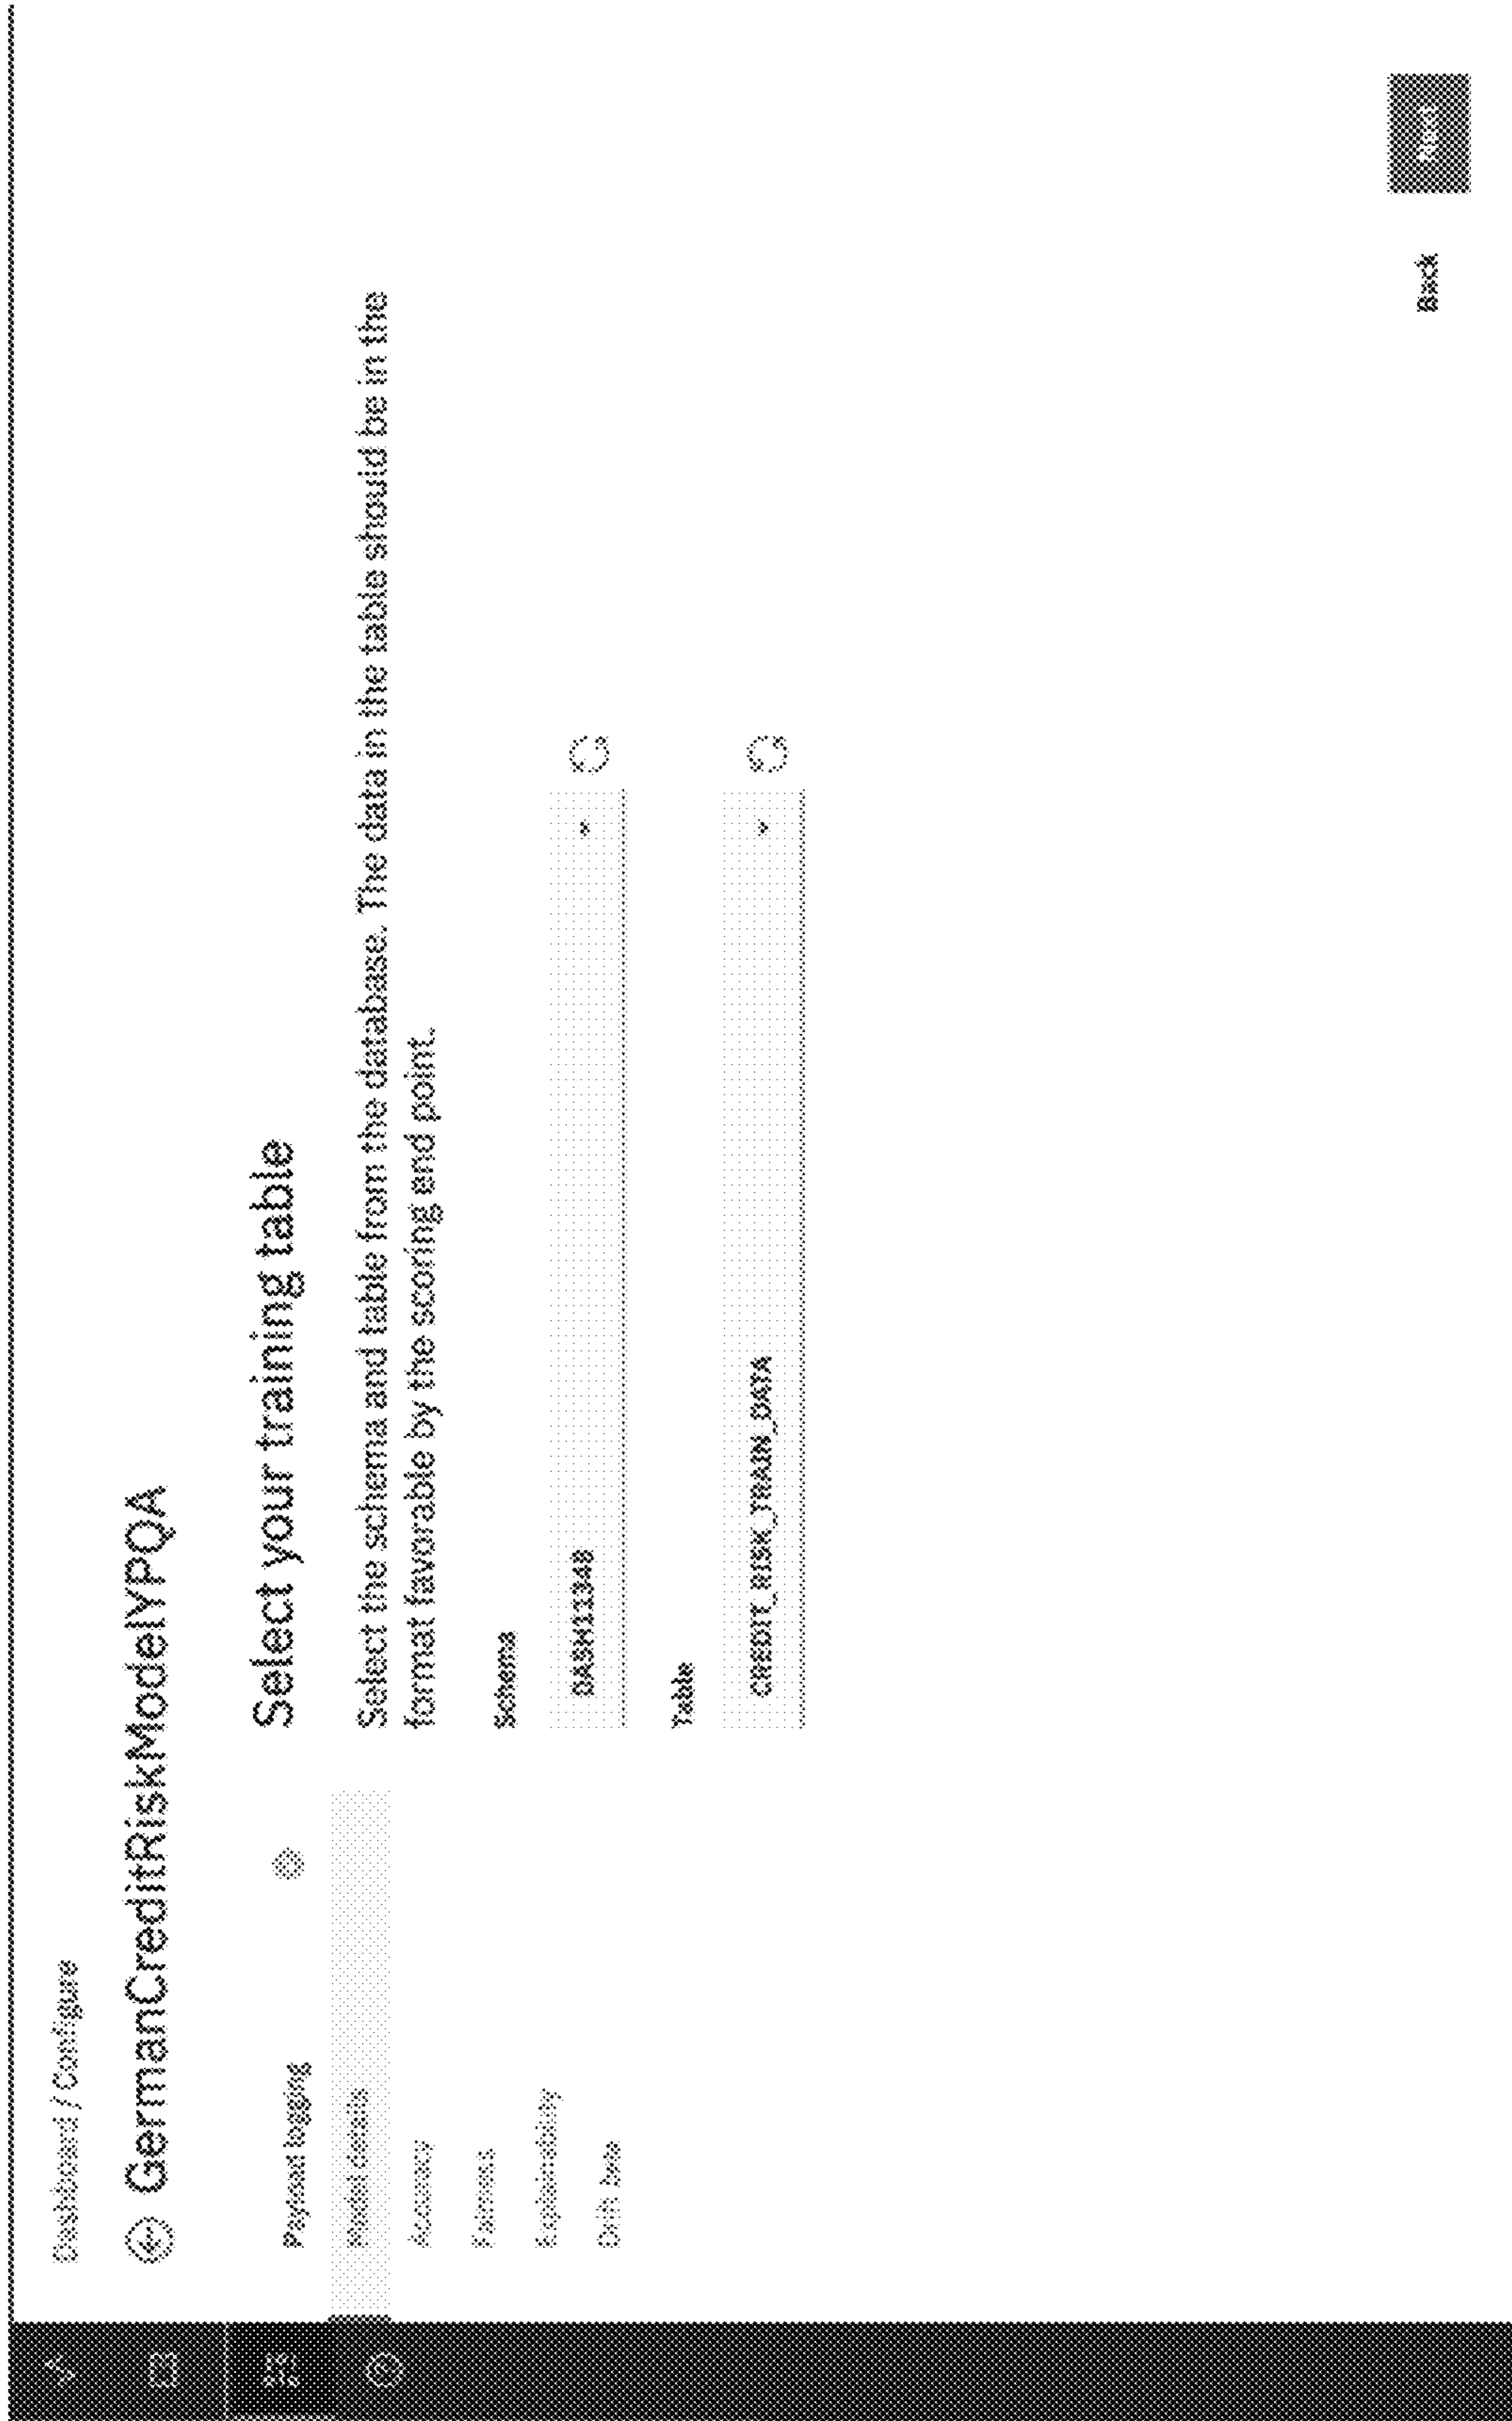 Dashboard / Configure
GermanCreditRiskModelYPQA
Payload logging
Model details
Accuracy
Fairness
Explainability
Drift beta
Select your training table
Select the schema and table from the database. The data in the table should be in the
format favorable by the scoring end point.
Schema
DASH11348
Table
CREDIT_RISK_TRAIN_DATA
Back
Next